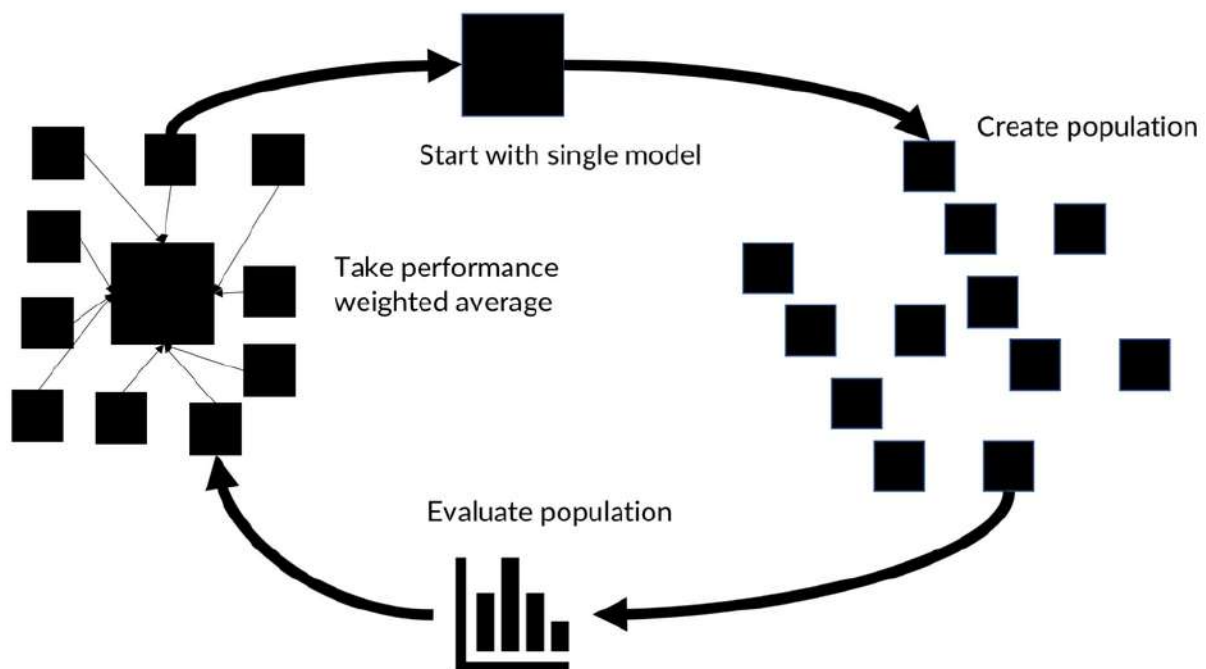 Start with single model
Create population
Take performance
weighted average
Evaluate population